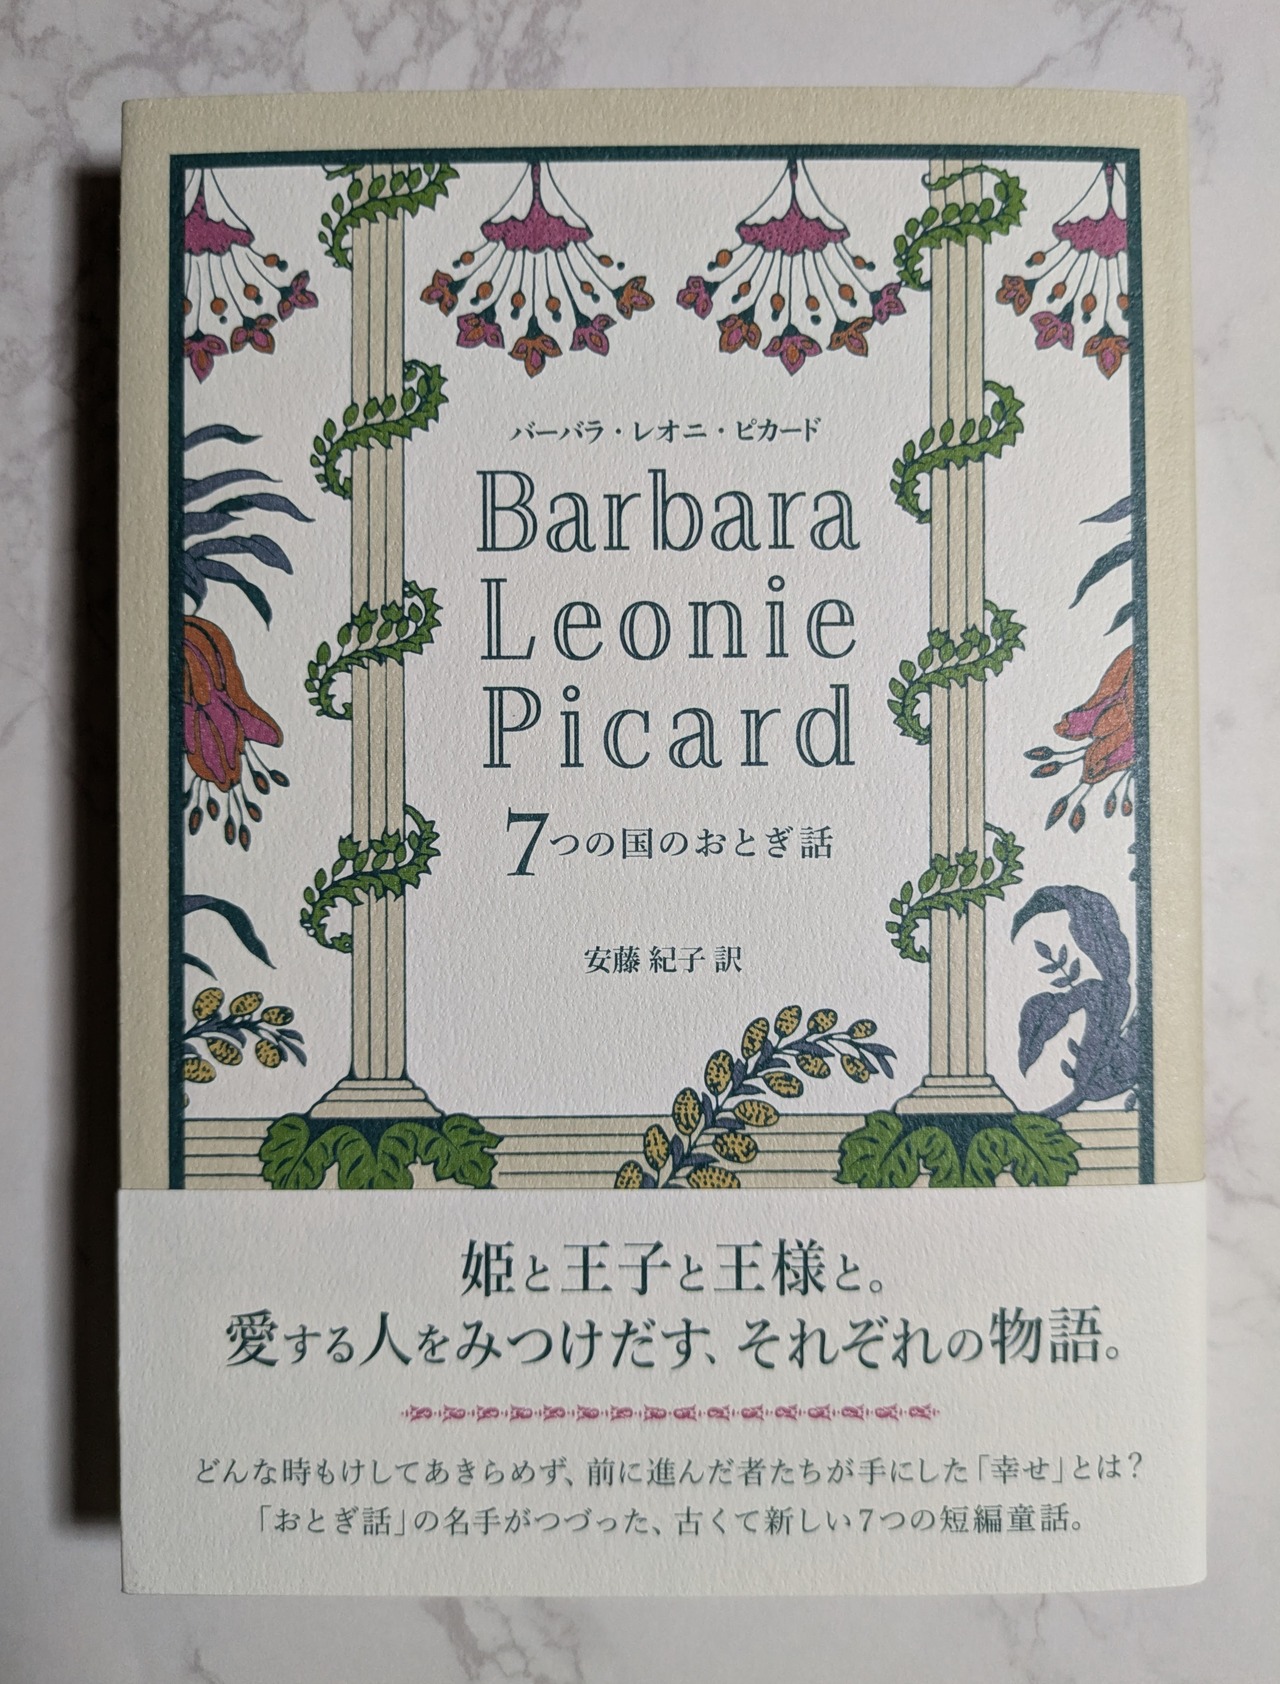 バーバラ・レオニ・ピカード
Barbara
Leonie
Picard
7つの国のおとぎ話
安藤 紀子 訳
姫と王子と王様と。
愛する人をみつけだす、それぞれの物語。
どんな時もけしてあきらめず、前に進んだ者たちが手にした「幸せ」とは?
「おとぎ話」の名手がつづった、古くて新しい7つの短編童話。